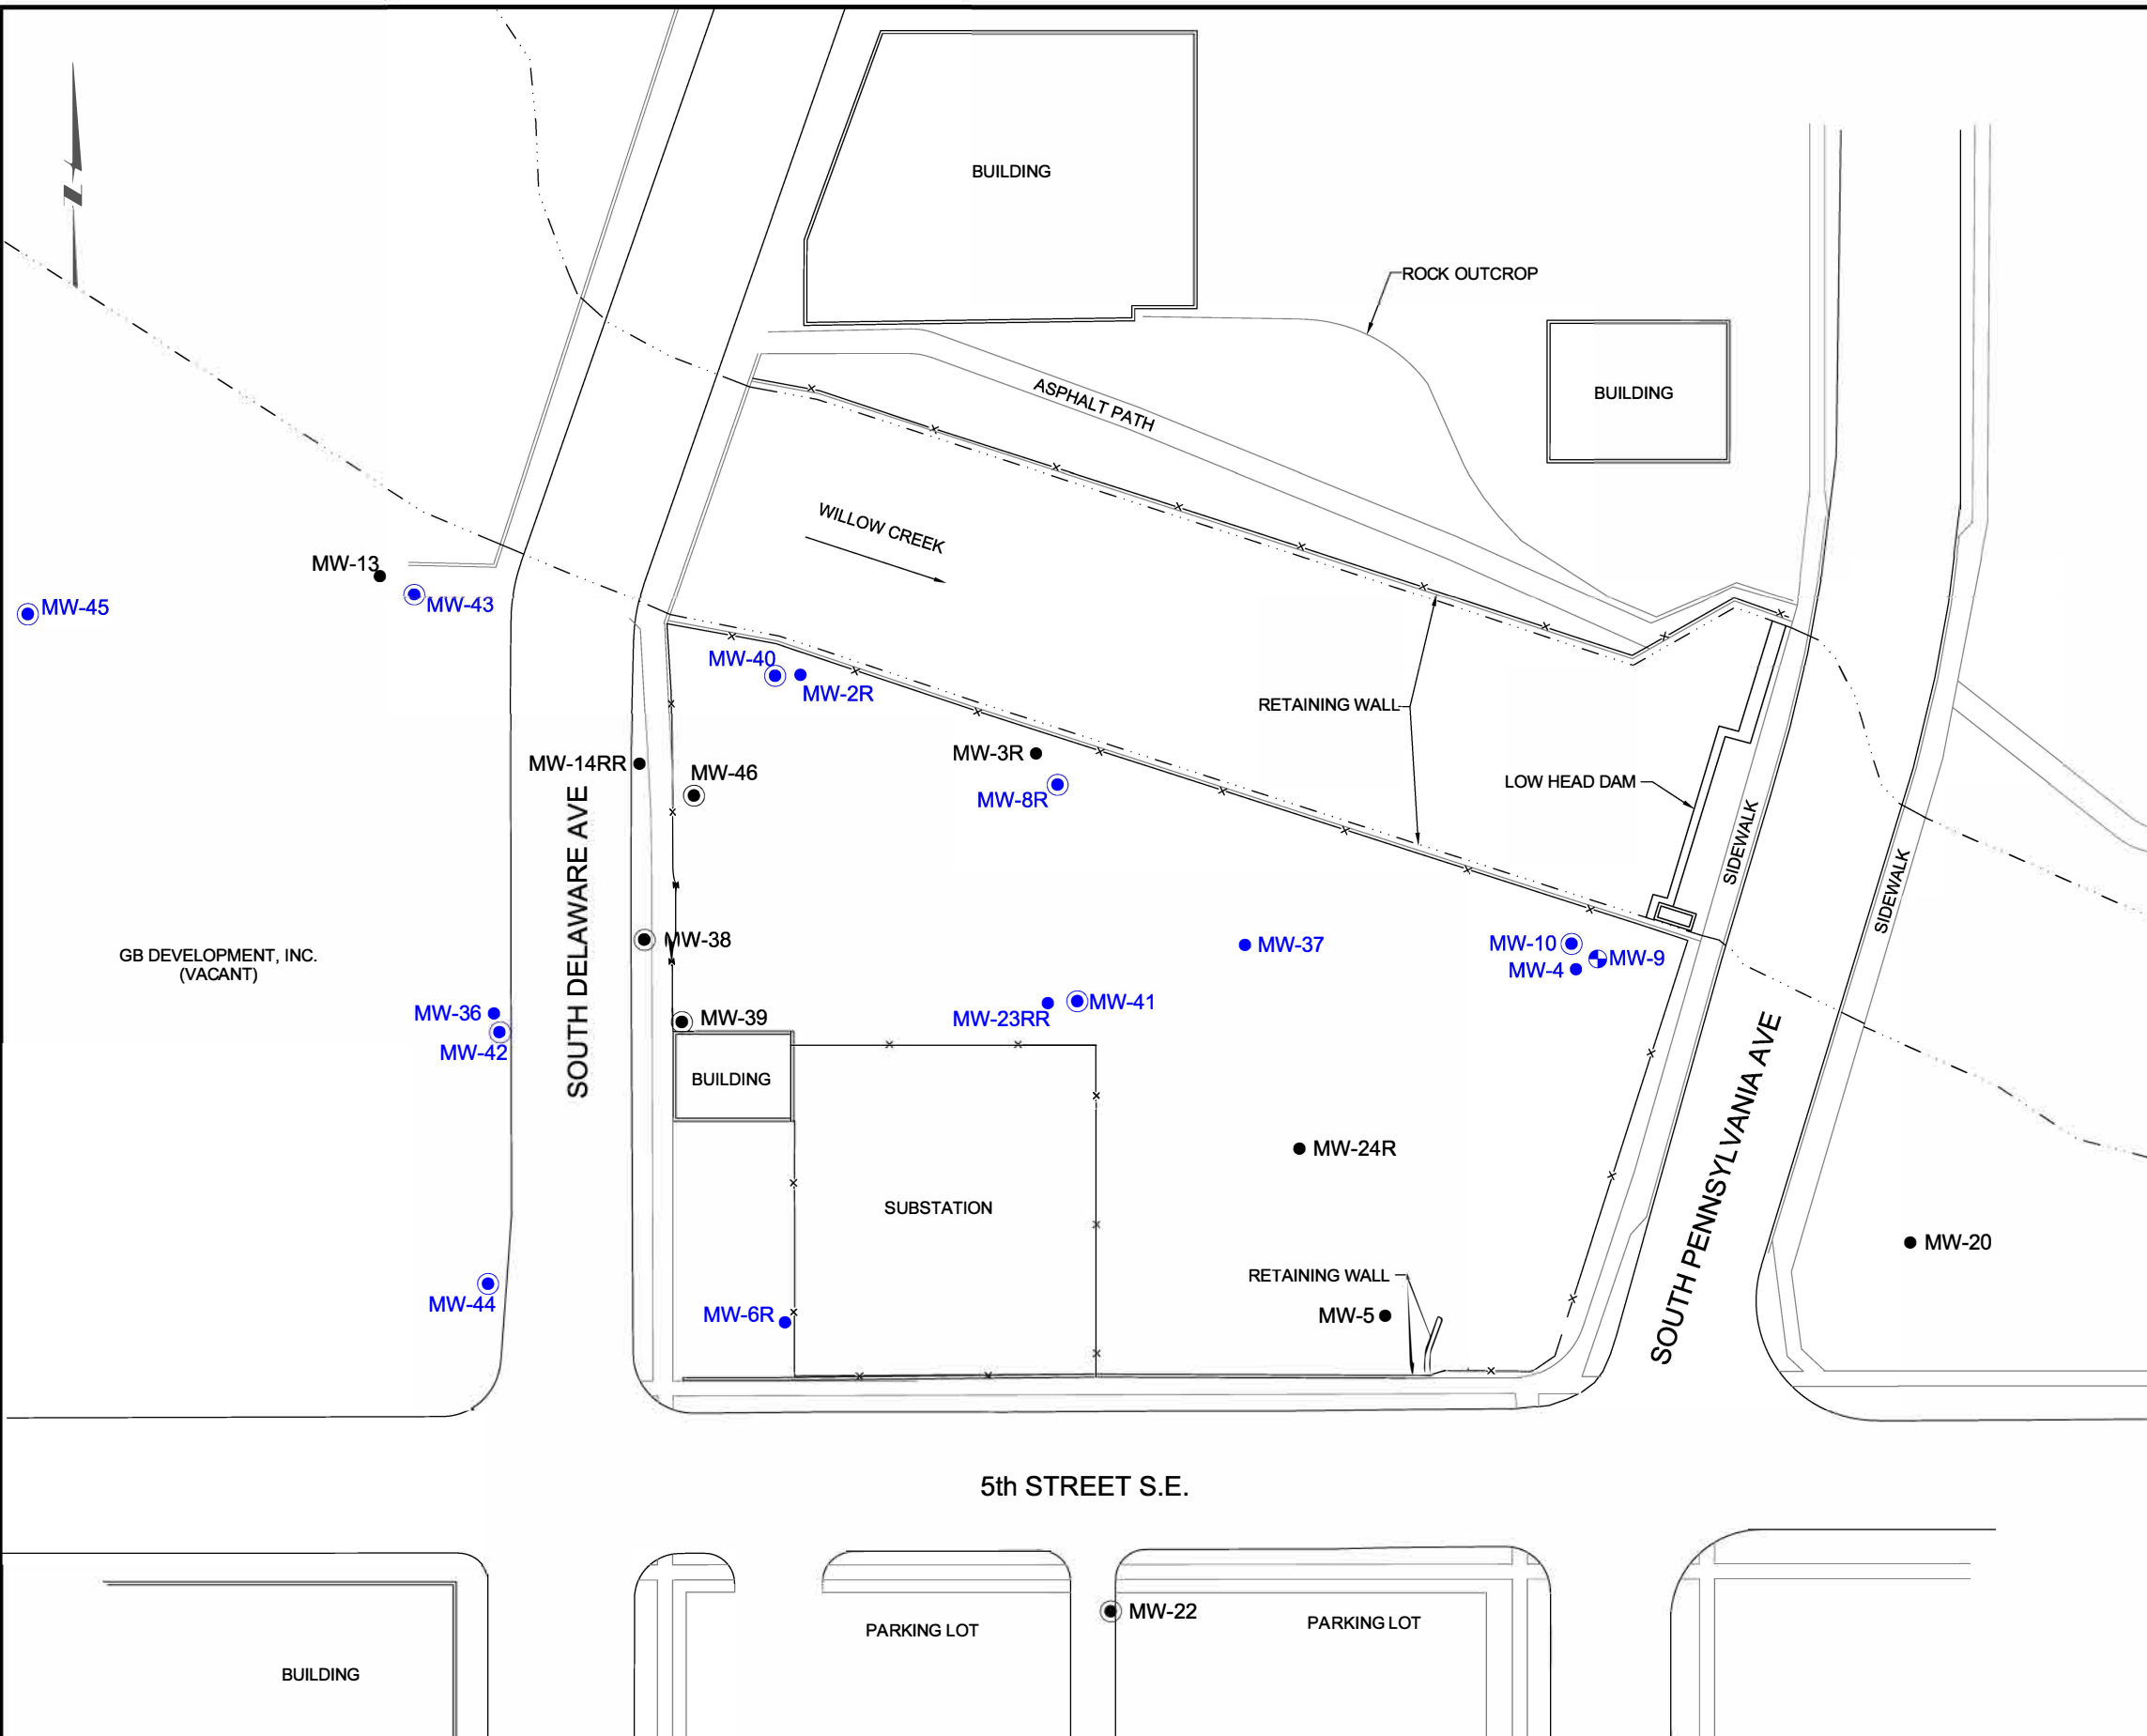 BUILDING
N
ROCK OUTCROP
BUILDING
ASPHALT PATH
WILLOW CREEK
MW-13
MW-43
MW-45
MW-40
MW-2R
RETAINING WALL
MW-3R
MW-14RR
MW-46
MW-8R
LOW HEAD DAM
SIDEWALK
SIDEWALK
SOUTH DELAWARE AVE
MW-38
MW-37
MW-10
MW-9
MW-4
GB DEVELOPMENT, INC.
(VACANT)
MW-36
MW-42
MW-41
MW-23RR
MW-39
BUILDING
SOUTH PENNSYLVANIA AVE
MW-24R
SUBSTATION
MW-20
RETAINING WALL
MW-44
MW-6R
MW-5
5th STREET S.E.
MW-22
PARKING LOT
PARKING LOT
BUILDING